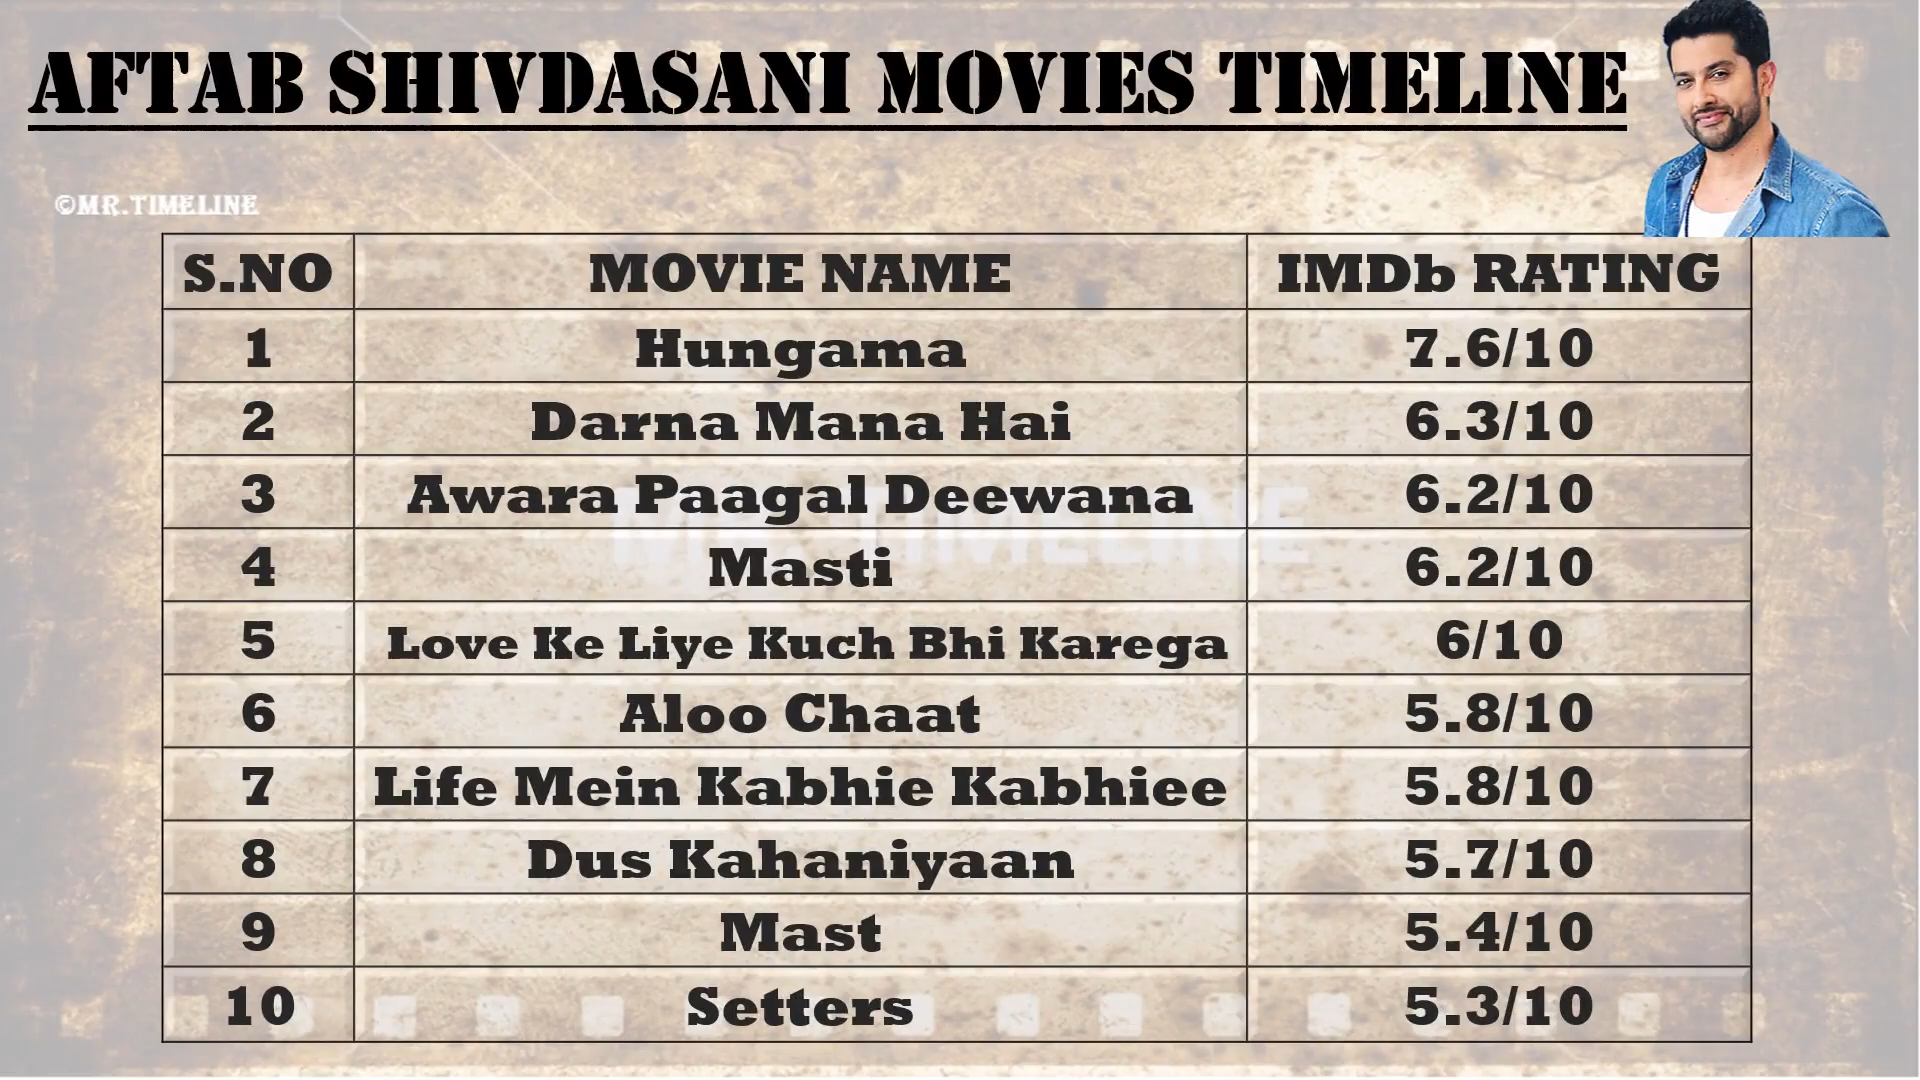 AFTAB SHIVDASANI MOVIES TIMELINE
©MR.TIMELINE
S.NO MOVIE NAME IMDb RATING
1 Hungama 7.6/10
2 Darna Mana Hai 6.3/10
3 Awara Paagal Deewana 6.2/10
MR.TIMELINE
4 Masti 6.2/10
5 Love Ke Liye Kuch Bhi Karega 6/10
6 Aloo Chaat 5.8/10
7 Life Mein Kabhie Kabhiee 5.8/10
8 Dus Kahaniyaan 5.7/10
9 Mast 5.4/10
10 Setters 5.3/10